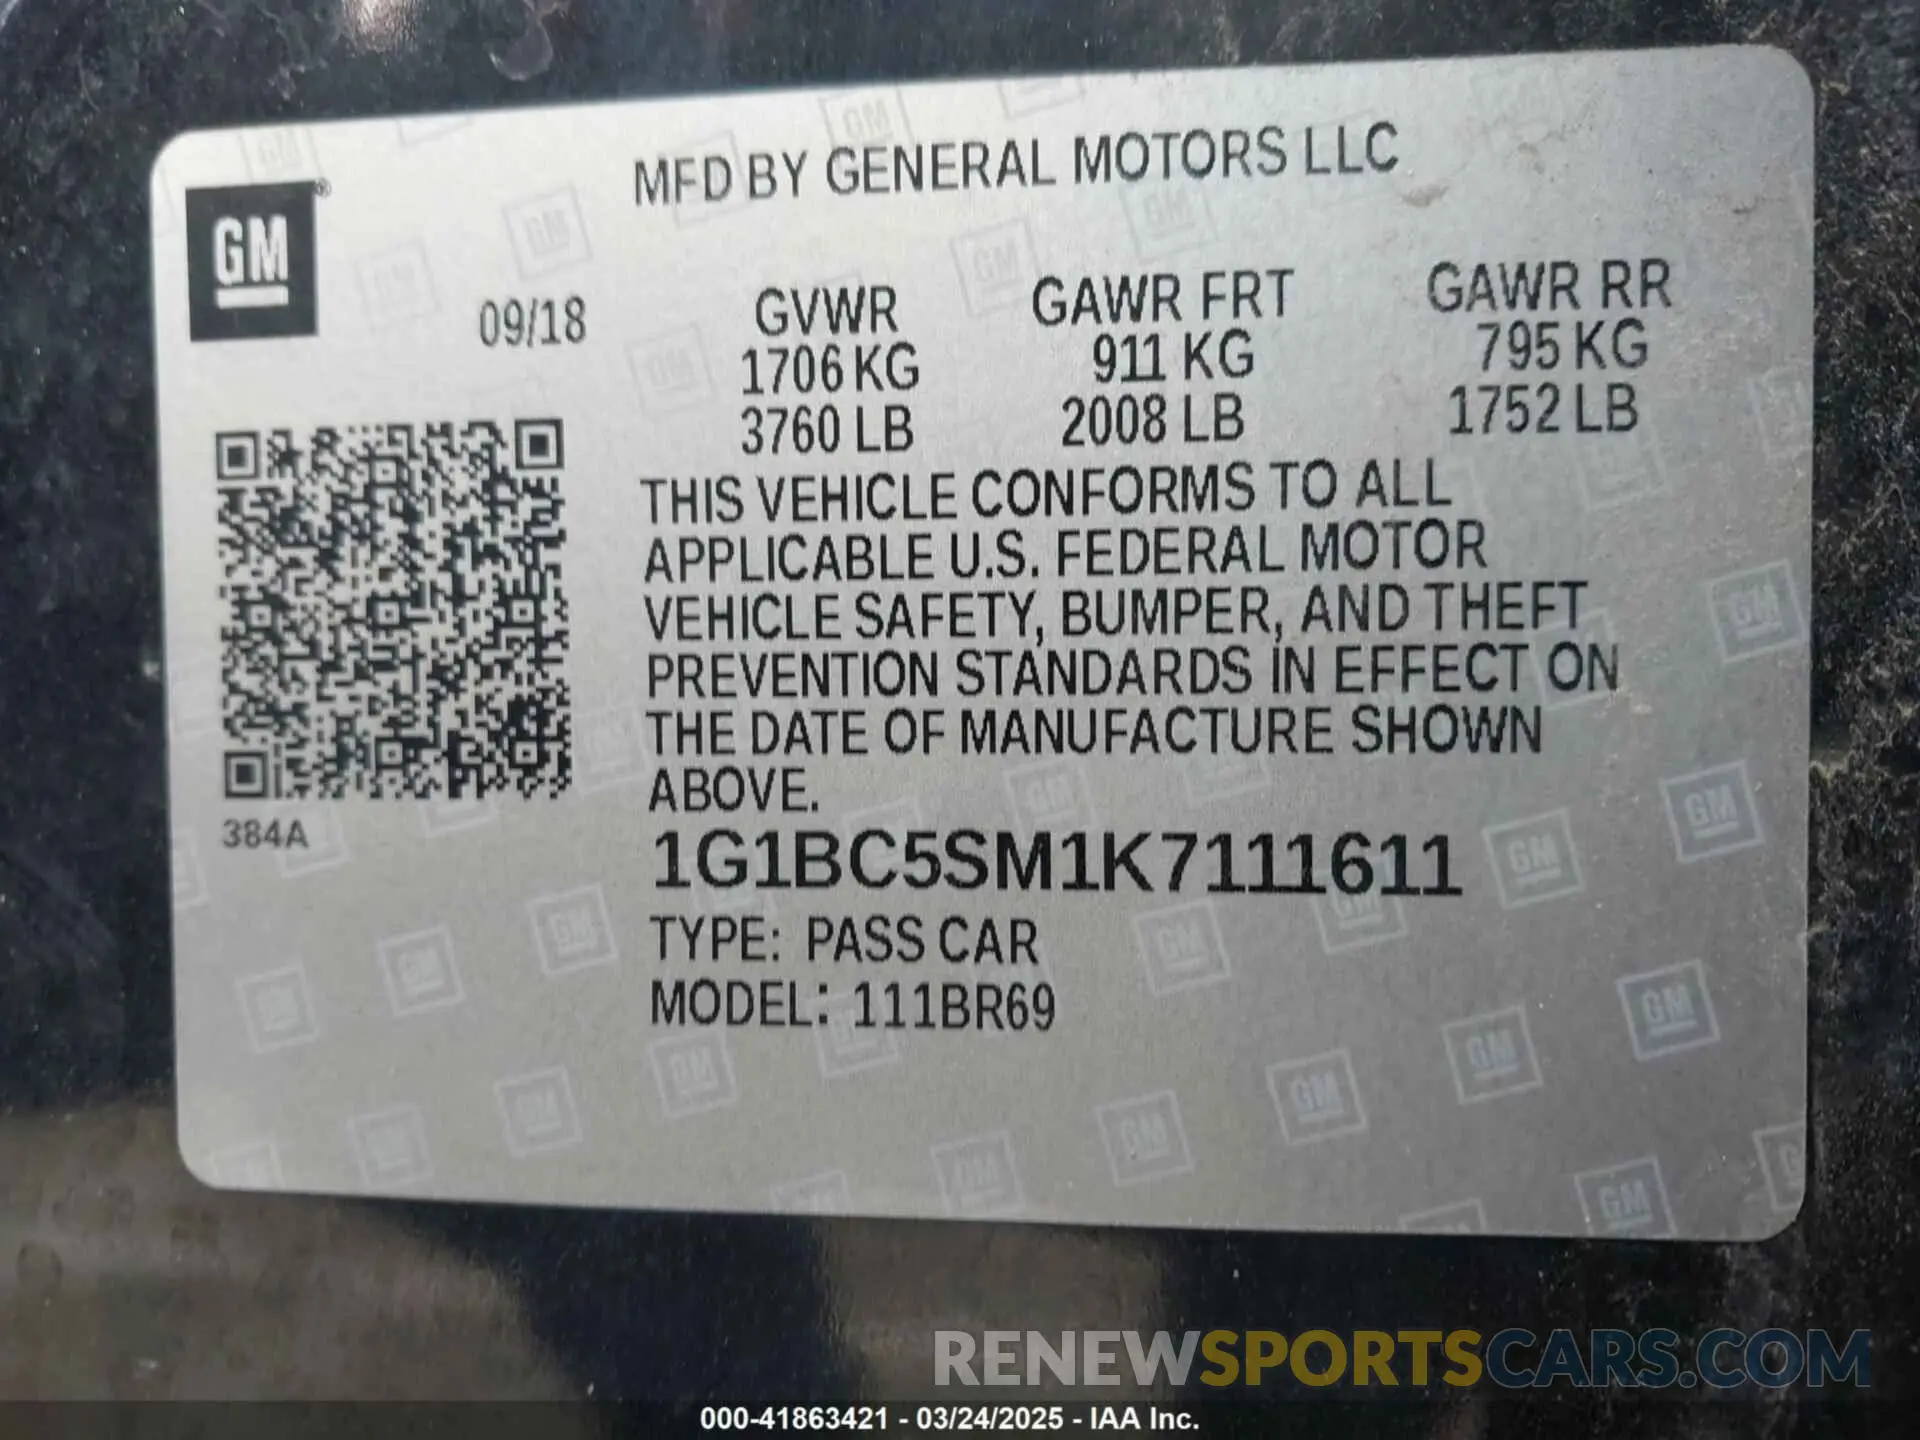 MFD BY GENERAL MOTORS LLC
GM®
09/18
GVWR GAWR FRT GAWR RR
1706 KG 911 KG 795 KG
3760 LB 2008 LB 1752 LB
THIS VEHICLE CONFORMS TO ALL
APPLICABLE U.S. FEDERAL MOTOR
VEHICLE SAFETY, BUMPER, AND THEFT
PREVENTION STANDARDS IN EFFECT ON
THE DATE OF MANUFACTURE SHOWN
ABOVE.
384A
1G1BC5SM1K7111611
TYPE: PASS CAR
MODEL: 111BR69
RENEWSPORTSCARS.COM
000-41863421 - 03/24/2025 - IAA Inc.